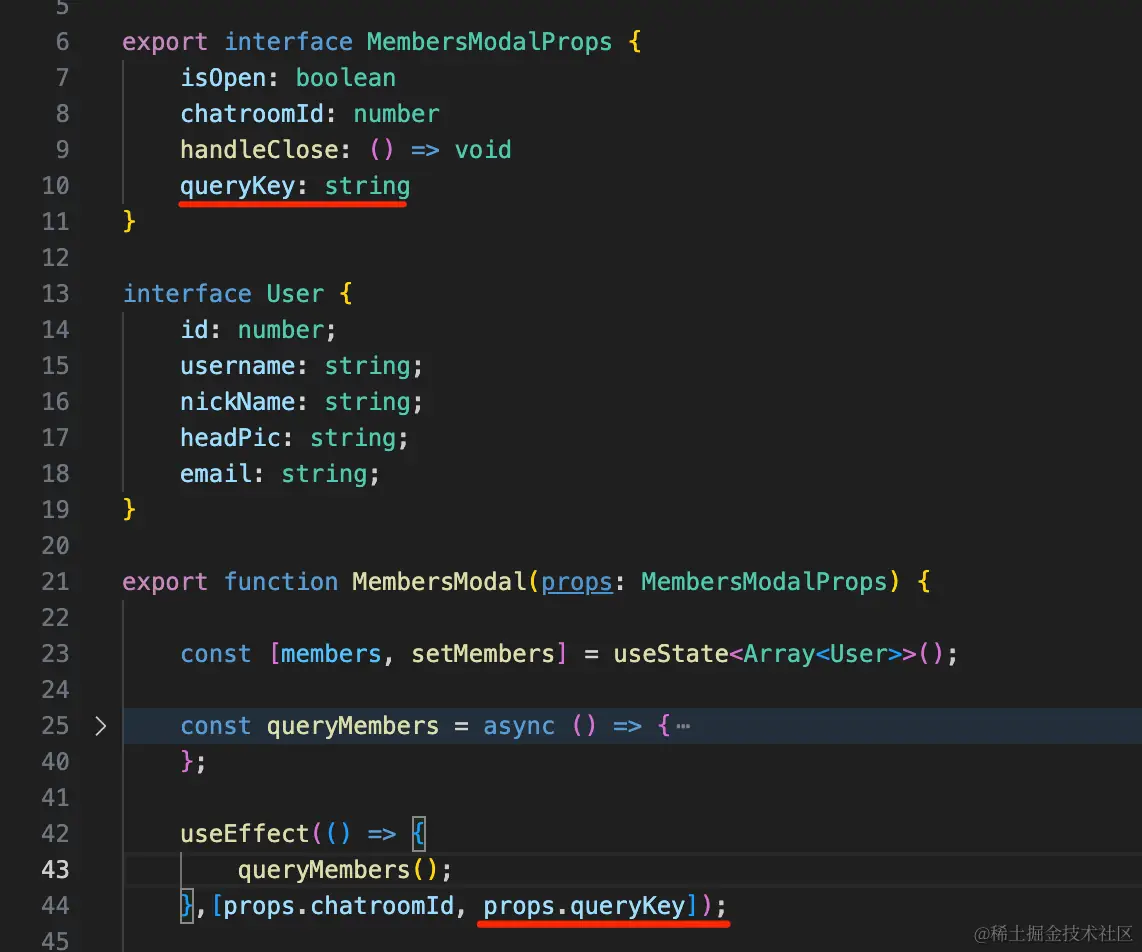 5
6 export interface MembersModalProps {
7 isOpen: boolean
8 chatroomId: number
9 handleClose: () => void
10 queryKey: string
11 }
12
13 interface User {
14 id: number;
15 username: string;
16 nickName: string;
17 headPic: string;
18 email: string;
19 }
20
21 export function MembersModal(props: MembersModalProps) {
22
23 const [members, setMembers] = useState<Array<User>>();
24
25 const queryMembers = async () => {…
40 };
41
42 useEffect(() => {
43 queryMembers();
44 },[props.chatroomId, props.queryKey]);
45
@稀土掘金技术社区